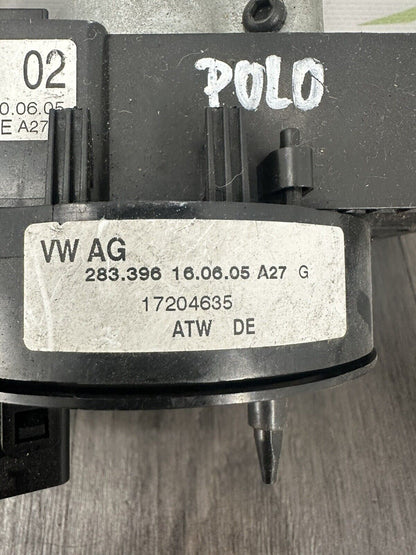 02
0.06.05
E A27
POLO
VW AG
283.396 16.06.05 A27 G
17204635
ATW DE